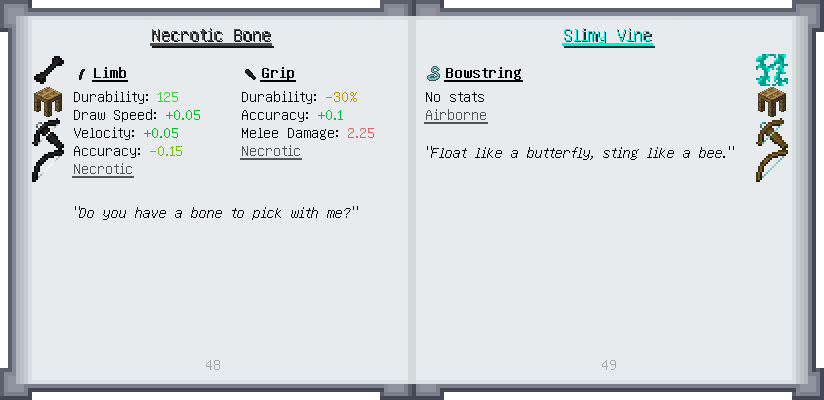 Necrotic Bone
Limb
Durability: 125
Draw Speed: +0.05
Velocity: +0.05
Accuracy: -0.15
Necrotic
Grip
Durability: -30%
Accuracy: +0.1
Melee Damage: 2.25
Necrotic
"Do you have a bone to pick with me?"
48
Slimy Vine
Bowstring
No stats
Airborne
"Float like a butterfly, sting like a bee."
49